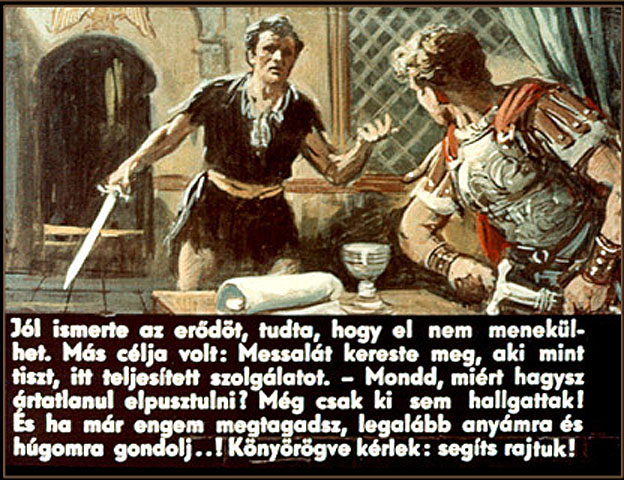 Jól ismerte az erődöt, tudta, hogy el nem menekül-
het. Más célja volt: Messalát kereste meg, aki mint
tiszt, itt teljesített szolgálatot. – Mondd, miért hagysz
ártatlanul elpusztulni? Még csak ki sem hallgattak!
És ha már engem megtagadsz, legalább anyámra és
húgomra gondolj..! Könyörögve kérlek: segíts rajtuk!